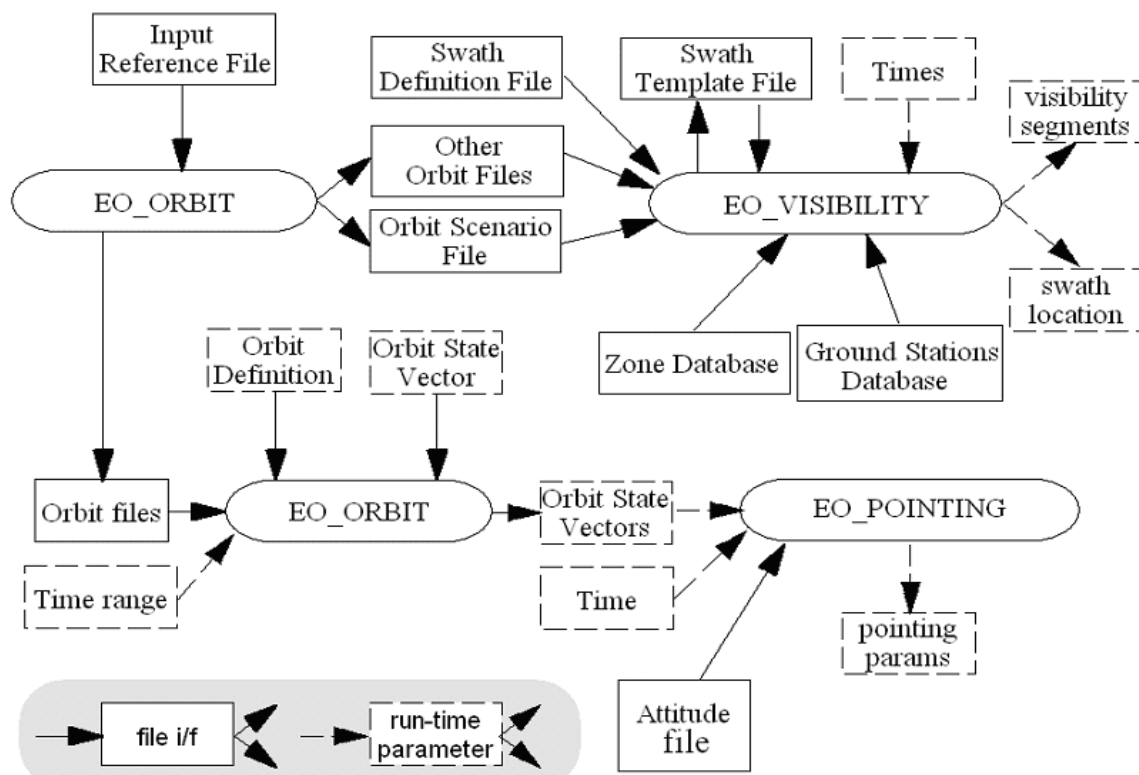 Input
Reference File
Swath
Definition File
Swath
Template File
Times
visibility
segments
Other
Orbit Files
EO_ORBIT
EO_VISIBILITY
Orbit Scenario
File
swath
location
Orbit
Definition
Orbit State
Vector
Zone Database
Ground Stations
Database
Orbit files
EO_ORBIT
Orbit State
Vectors
EO_POINTING
Time range
Time
pointing
params
Attitude
file
file i/f
run-time
parameter